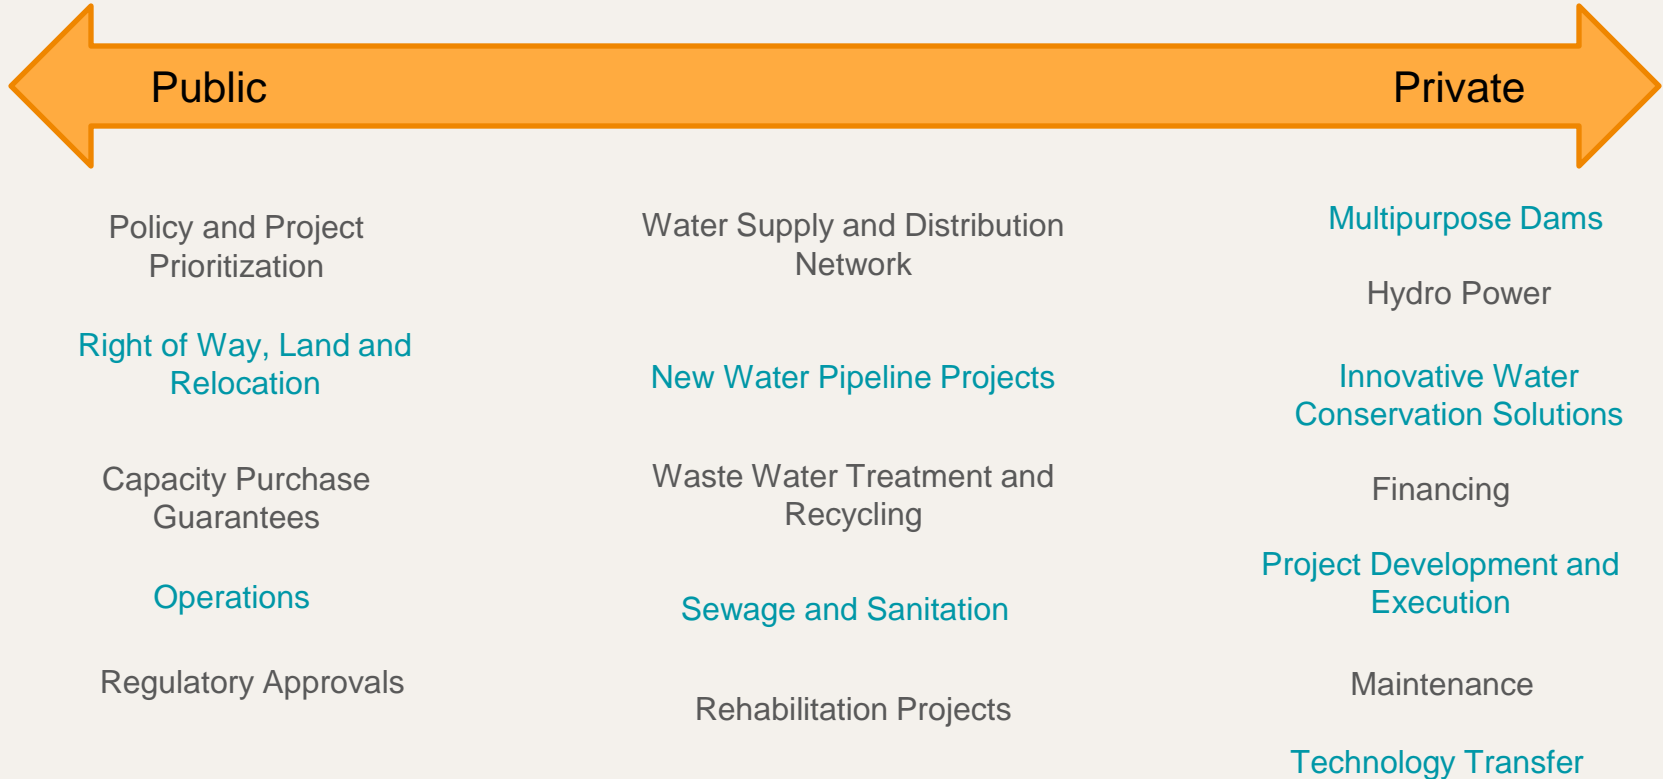 Public
Private
Policy and Project
Prioritization
Right of Way, Land and
Relocation
Capacity Purchase
Guarantees
Operations
Regulatory Approvals
Water Supply and Distribution
Network
New Water Pipeline Projects
Waste Water Treatment and
Recycling
Sewage and Sanitation
Rehabilitation Projects
Multipurpose Dams
Hydro Power
Innovative Water
Conservation Solutions
Financing
Project Development and
Execution
Maintenance
Technology Transfer